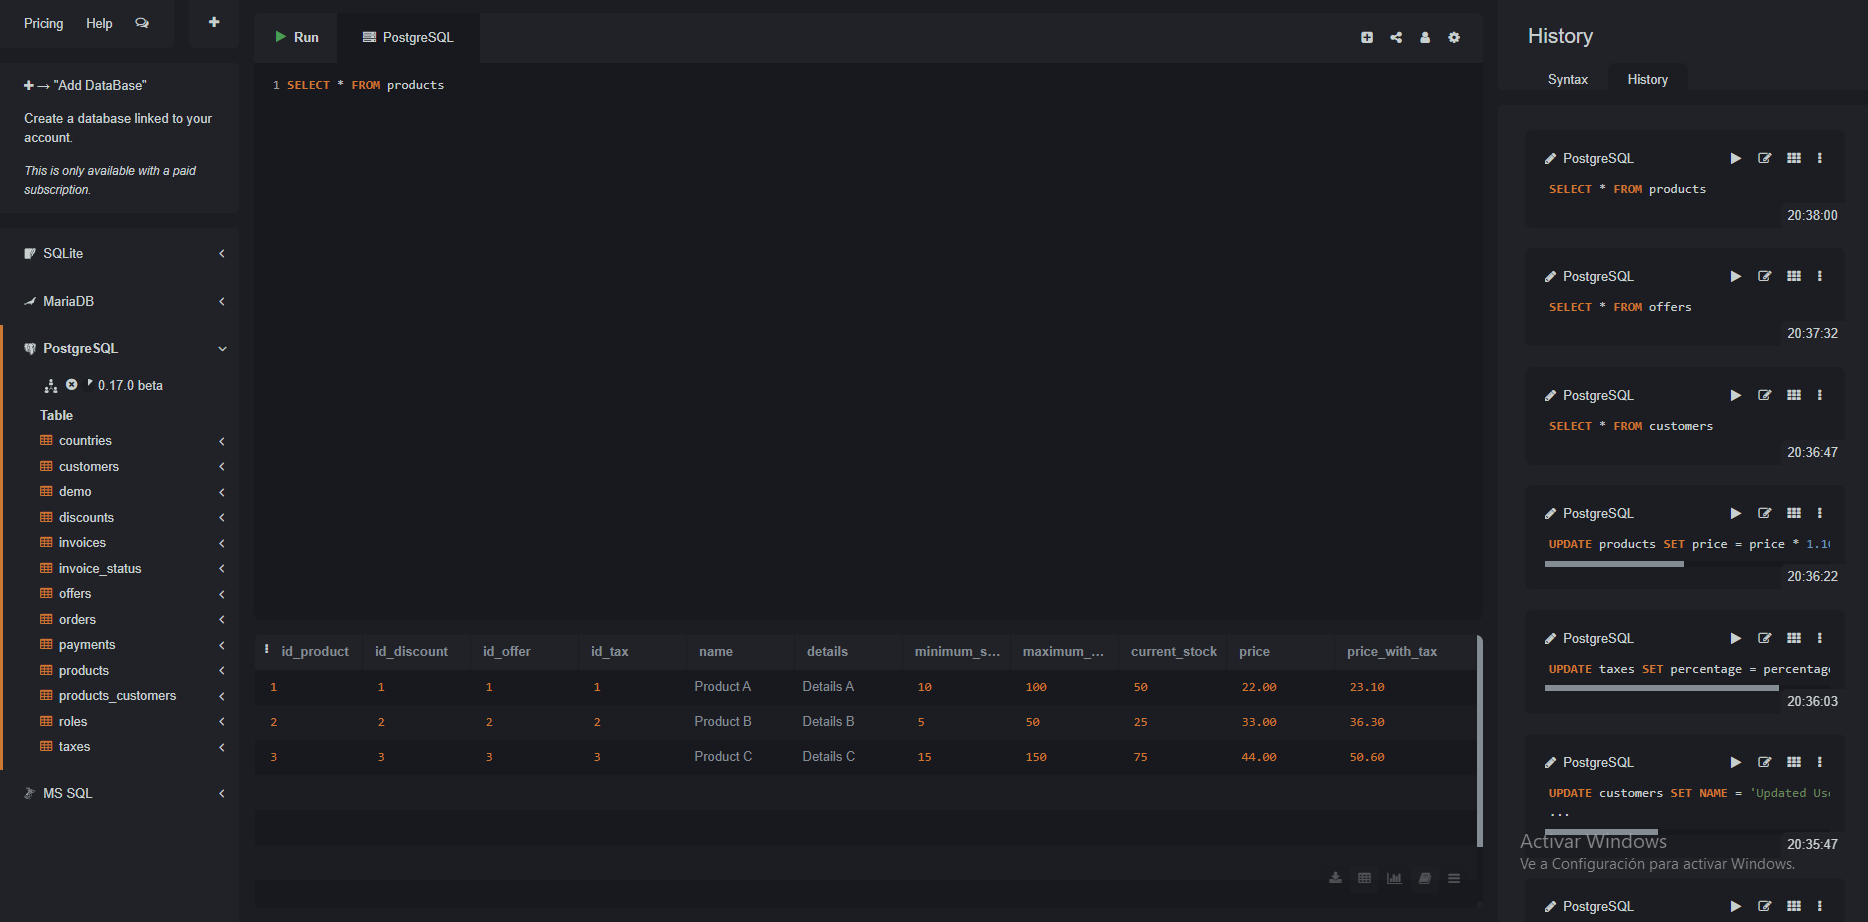 Pricing Help
"Add DataBase"
Create a database linked to your
account.
This is only available with a paid
subscription.
SQLite
MariaDB
PostgreSQL
0.17.0 beta
Table
countries
customers
demo
discounts
invoices
invoice_status
offers
orders
payments
products
products_customers
roles
taxes
MS SQL
Run PostgreSQL
1 SELECT * FROM products
id_product id_discount id_offer id_tax name details minimum_s... maximum_... current_stock price price_with_tax
1 1 1 1 Product A Details A 10 100 50 22.00 23.10
2 2 2 2 Product B Details B 5 50 25 33.00 36.30
3 3 3 3 Product C Details C 15 150 75 44.00 50.60
History
Syntax History
PostgreSQL
SELECT * FROM products
20:38:00
PostgreSQL
SELECT * FROM offers
20:37:32
PostgreSQL
SELECT * FROM customers
20:36:47
PostgreSQL
UPDATE products SET price = price * 1.1
20:36:22
PostgreSQL
UPDATE taxes SET percentage = percentag
20:36:03
PostgreSQL
UPDATE customers SET NAME = 'Updated Us
...
20:35:47
Activar Windows
Ve a Configuración para activar Windows.
PostgreSQL